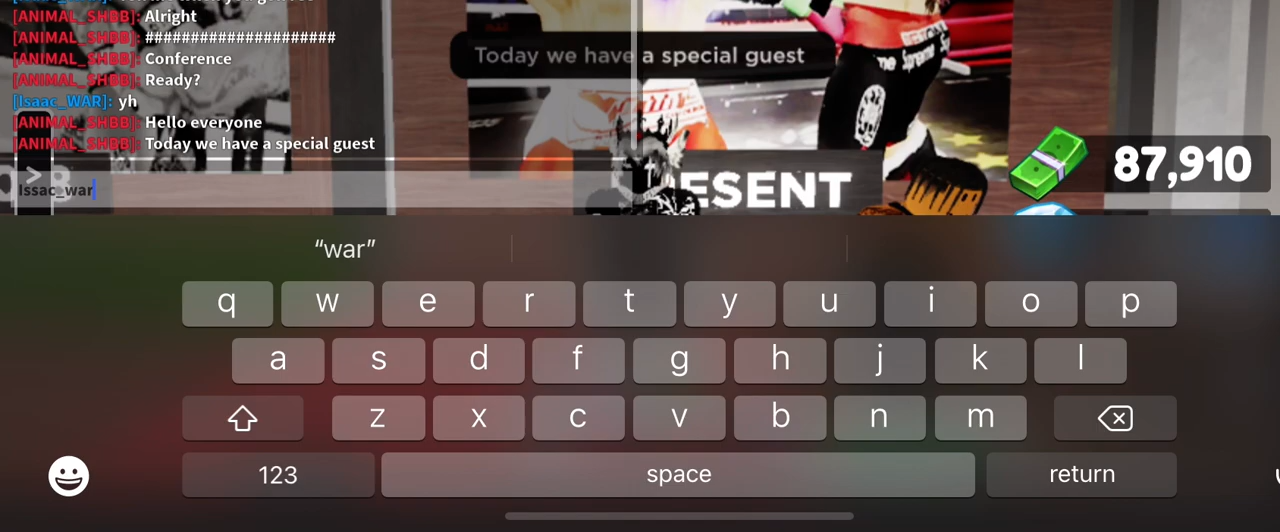 [ANIMAL_SHBB]: Alright
[ANIMAL_SHBB]: #####################
[ANIMAL_SHBB]: Conference
[ANIMAL_SHBB]: Ready?
[Isaac_WAR]: yh
[ANIMAL_SHBB]: Hello everyone
[ANIMAL_SHBB]: Today we have a special guest
Today we have a special guest
87,910
Issac_war
ESENT
“war”
q w e r t y u i o p
a s d f g h j k l
z x c v b n m
123 space return